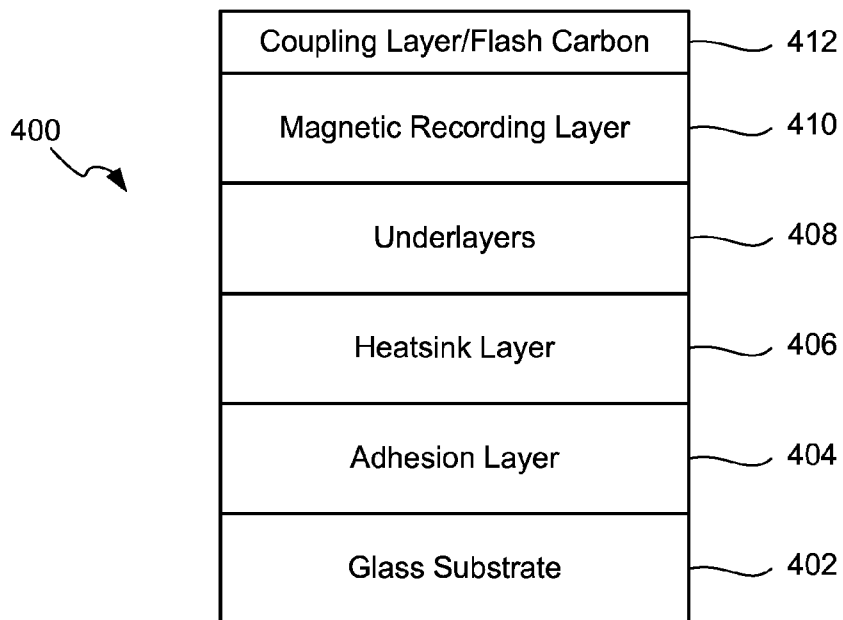 Coupling Layer/Flash Carbon 412
400
Magnetic Recording Layer 410
Underlayers 408
Heatsink Layer 406
Adhesion Layer 404
Glass Substrate 402